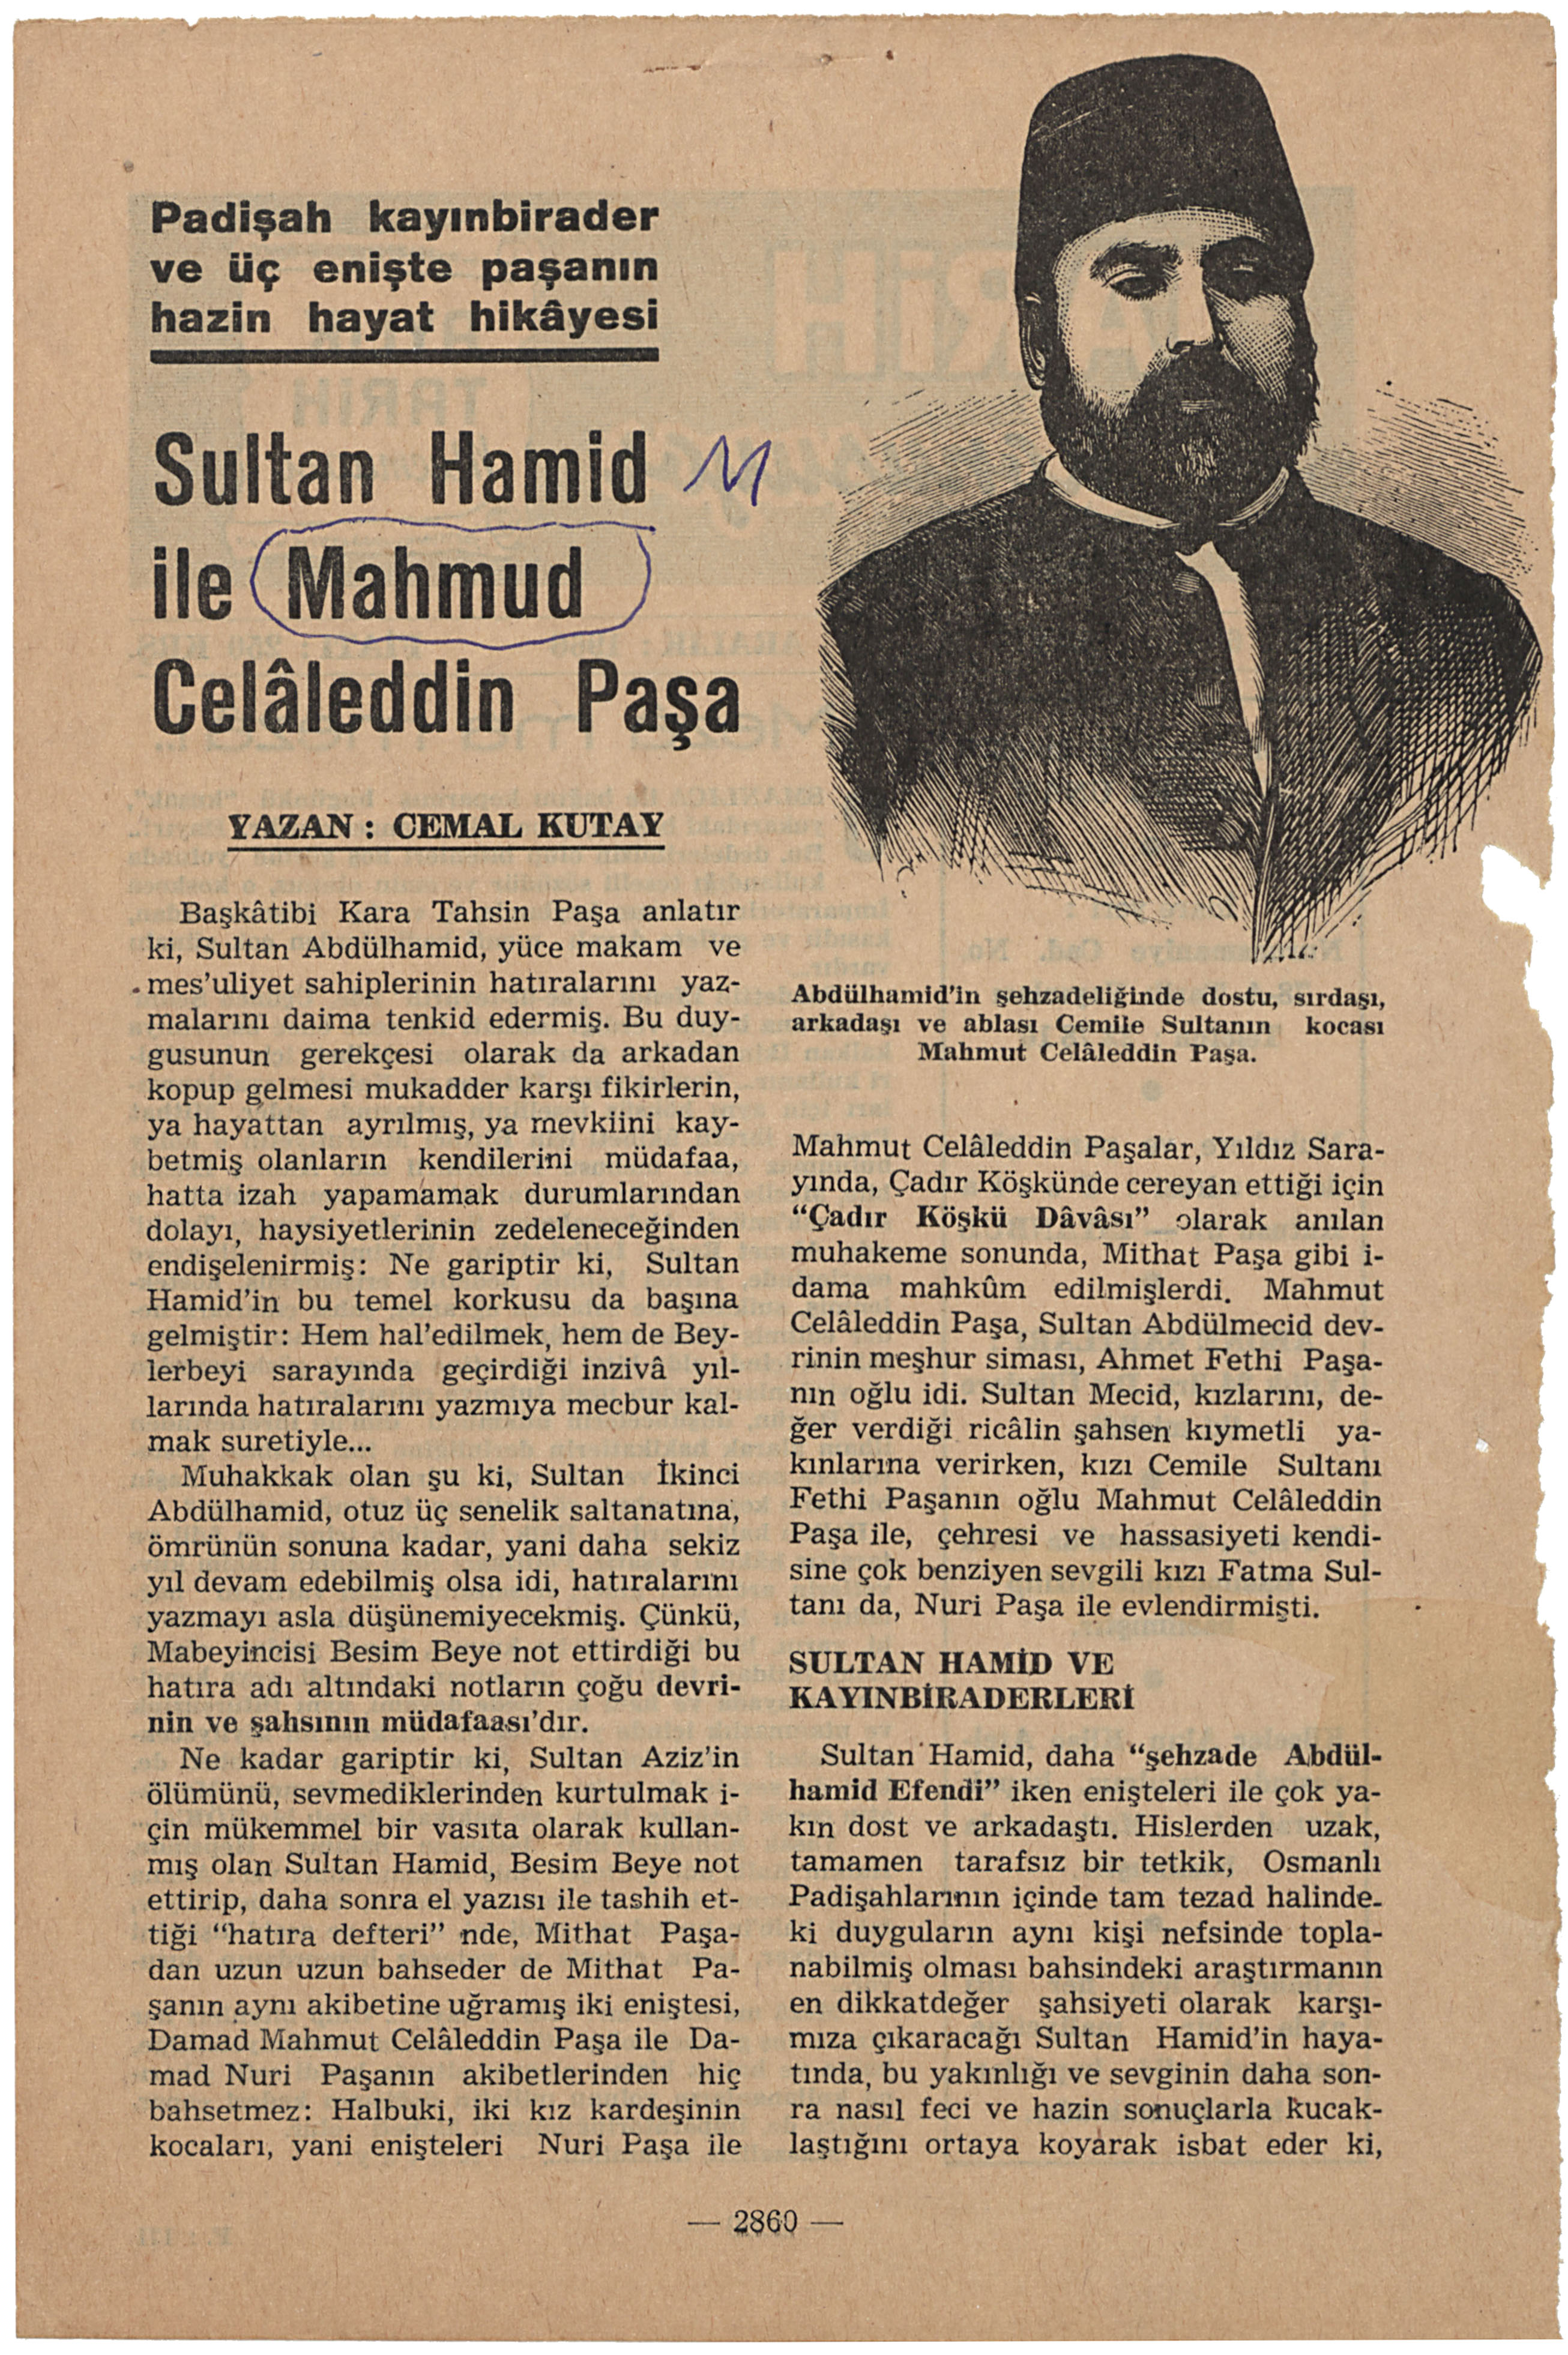 Padişah kayınbirader
ve üç enişte paşanın
hazin hayat hikâyesi
Sultan Hamid M
ile Mahmud
Celâleddin Paşa
YAZAN : CEMAL KUTAY
Başkâtibi Kara Tahsin Paşa anlatır
ki, Sultan Abdülhamid, yüce makam ve
mes'uliyet sahiplerinin hatıralarını yaz-
malarını daima tenkid edermiş. Bu duy-
gusunun gerekçesi olarak da arkadan
kopup gelmesi mukadder karşı fikirlerin,
ya hayattan ayrılmış, ya mevkiini kay-
betmiş olanların kendilerini müdafaa,
hatta izah yapamamak durumlarından
dolayı, haysiyetlerinin zedeleneceğinden
endişelenirmiş: Ne gariptir ki, Sultan
Hamid'in bu temel korkusu da başına
gelmiştir: Hem hal'edilmek, hem de Bey-
lerbeyi sarayında geçirdiği inzivâ yıl-
larında hatıralarını yazmıya mecbur kal-
mak suretiyle...
Muhakkak olan şu ki, Sultan İkinci
Abdülhamid, otuz üç senelik saltanatına,
ömrünün sonuna kadar, yani daha sekiz
yıl devam edebilmiş olsa idi, hatıralarını
yazmayı asla düşünemiyecekmiş. Çünkü,
Mabeyincisi Besim Beye not ettirdiği bu
hatıra adı altındaki notların çoğu devri-
nin ve şahsının müdafaası'dır.
Ne kadar gariptir ki, Sultan Aziz'in
ölümünü, sevmediklerinden kurtulmak i-
çin mükemmel bir vasıta olarak kullan-
mış olan Sultan Hamid, Besim Beye not
ettirip, daha sonra el yazısı ile tashih et-
tiği "hatıra defteri" nde, Mithat Paşa-
dan uzun uzun bahseder de Mithat Pa-
şanın aynı akibetine uğramış iki eniştesi,
Damad Mahmut Celâleddin Paşa ile Da-
mad Nuri Paşanın akibetlerinden hiç
bahsetmez: Halbuki, iki kız kardeşinin
kocaları, yani enişteleri Nuri Paşa ile
Abdülhamid'in şehzadeliğinde dostu, sırdaşı,
arkadaşı ve ablası Cemile Sultanın kocası
Mahmut Celâleddin Paşa.
Mahmut Celâleddin Paşalar, Yıldız Sara-
yında, Çadır Köşkünde cereyan ettiği için
"Çadır Köşkü Dâvâsı" olarak anılan
muhakeme sonunda, Mithat Paşa gibi i-
dama mahkûm edilmişlerdi. Mahmut
Celâleddin Paşa, Sultan Abdülmecid dev-
rinin meşhur siması, Ahmet Fethi Paşa-
nın oğlu idi. Sultan Mecid, kızlarını, de-
ğer verdiği ricâlin şahsen kıymetli ya-
kınlarına verirken, kızı Cemile Sultanı
Fethi Paşanın oğlu Mahmut Celâleddin
Paşa ile, çehresi ve hassasiyeti kendi-
sine çok benziyen sevgili kızı Fatma Sul-
tanı da, Nuri Paşa ile evlendirmişti.
SULTAN HAMİD VE
KAYINBİRADERLERİ
Sultan Hamid, daha "şehzade Abdül-
hamid Efendi" iken enişteleri ile çok ya-
kın dost ve arkadaştı. Hislerden uzak,
tamamen tarafsız bir tetkik, Osmanlı
Padişahlarının içinde tam tezad halinde-
ki duyguların aynı kişi nefsinde topla-
nabilmiş olması bahsindeki araştırmanın
en dikkatdeğer şahsiyeti olarak karşı-
mıza çıkaracağı Sultan Hamid'in haya-
tında, bu yakınlığı ve sevginin daha son-
ra nasıl feci ve hazin sonuçlarla kucak-
laştığını ortaya koyarak isbat eder ki,
— 2860 —